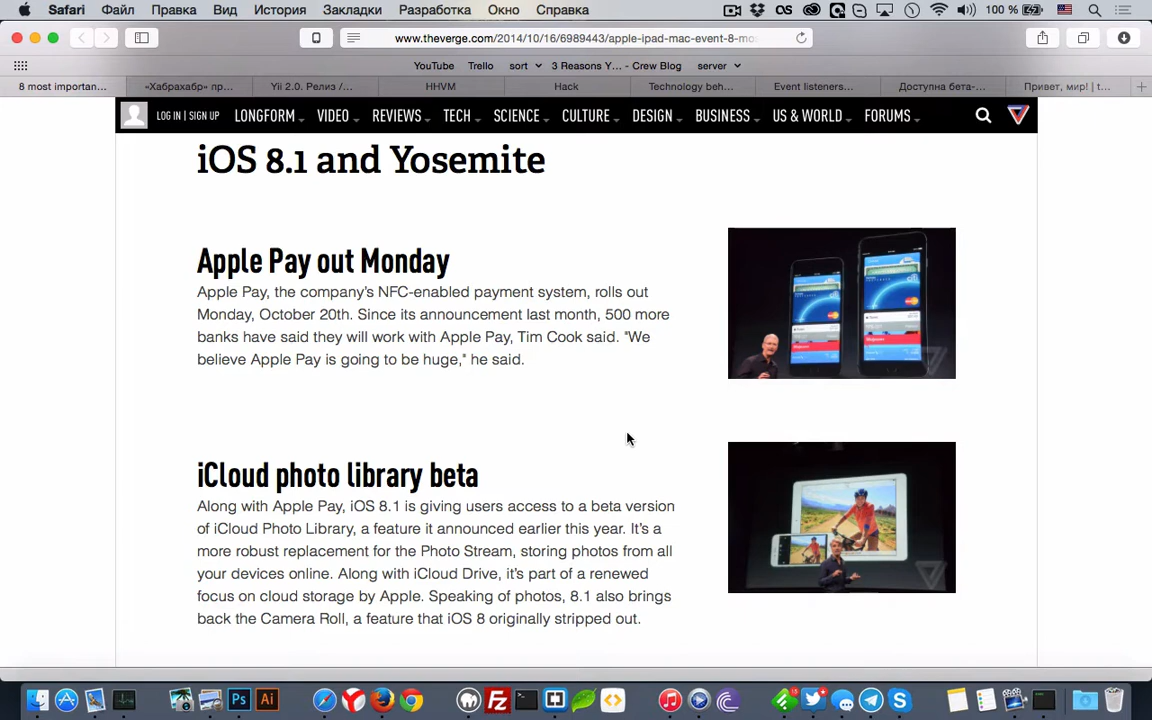 Safari Файл Правка Вид История Закладки Разработка Окно Справка 100 %
www.theverge.com/2014/10/16/6989443/apple-ipad-mac-event-8-mo
YouTube Trello sort 3 Reasons Y… - Crew Blog server
8 most importan… «Хабрахабр» пр… Yii 2.0. Релиз /… HHVM Hack Technology beh… Event listeners… Доступна бета-… Привет, мир! | t…
LOG IN | SIGN UP LONGFORM VIDEO REVIEWS TECH SCIENCE CULTURE DESIGN BUSINESS US & WORLD FORUMS
iOS 8.1 and Yosemite
Apple Pay out Monday
Apple Pay, the company's NFC-enabled payment system, rolls out
Monday, October 20th. Since its announcement last month, 500 more
banks have said they will work with Apple Pay, Tim Cook said. "We
believe Apple Pay is going to be huge," he said.
iCloud photo library beta
Along with Apple Pay, iOS 8.1 is giving users access to a beta version
of iCloud Photo Library, a feature it announced earlier this year. It's a
more robust replacement for the Photo Stream, storing photos from all
your devices online. Along with iCloud Drive, it's part of a renewed
focus on cloud storage by Apple. Speaking of photos, 8.1 also brings
back the Camera Roll, a feature that iOS 8 originally stripped out.
Ps Ai Fz